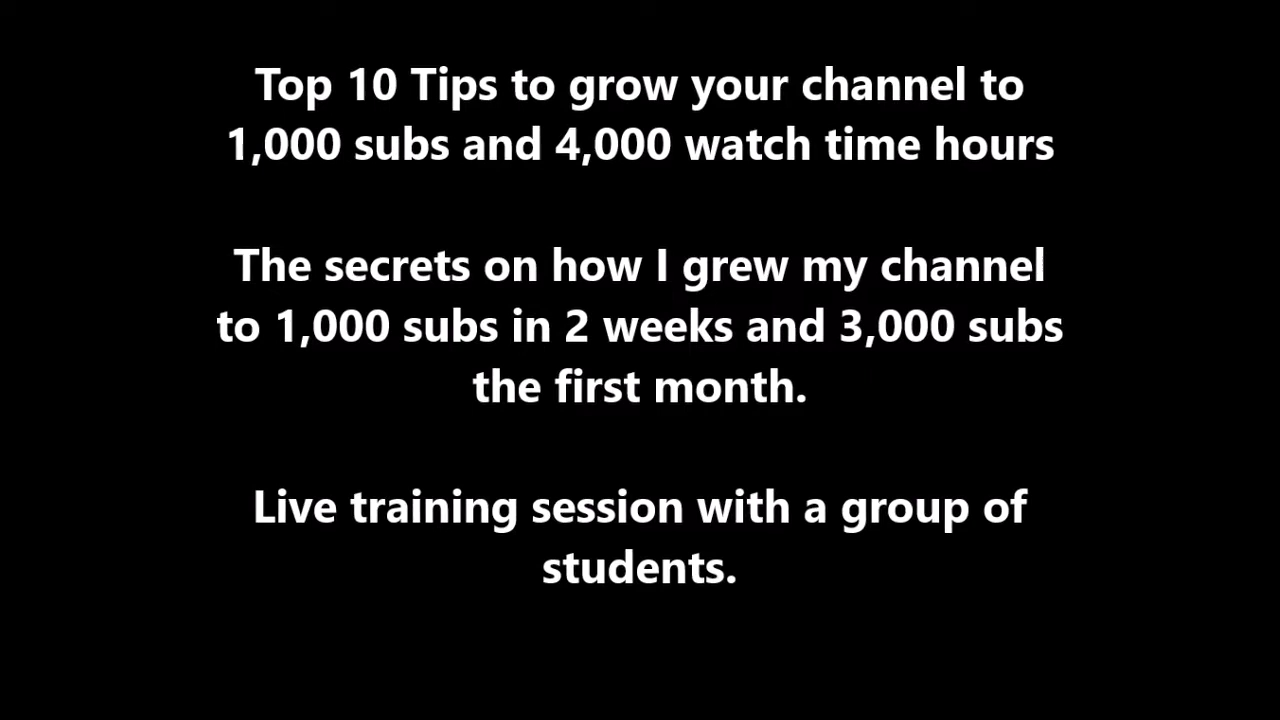 Top 10 Tips to grow your channel to
1,000 subs and 4,000 watch time hours
The secrets on how I grew my channel
to 1,000 subs in 2 weeks and 3,000 subs
the first month.
Live training session with a group of
students.